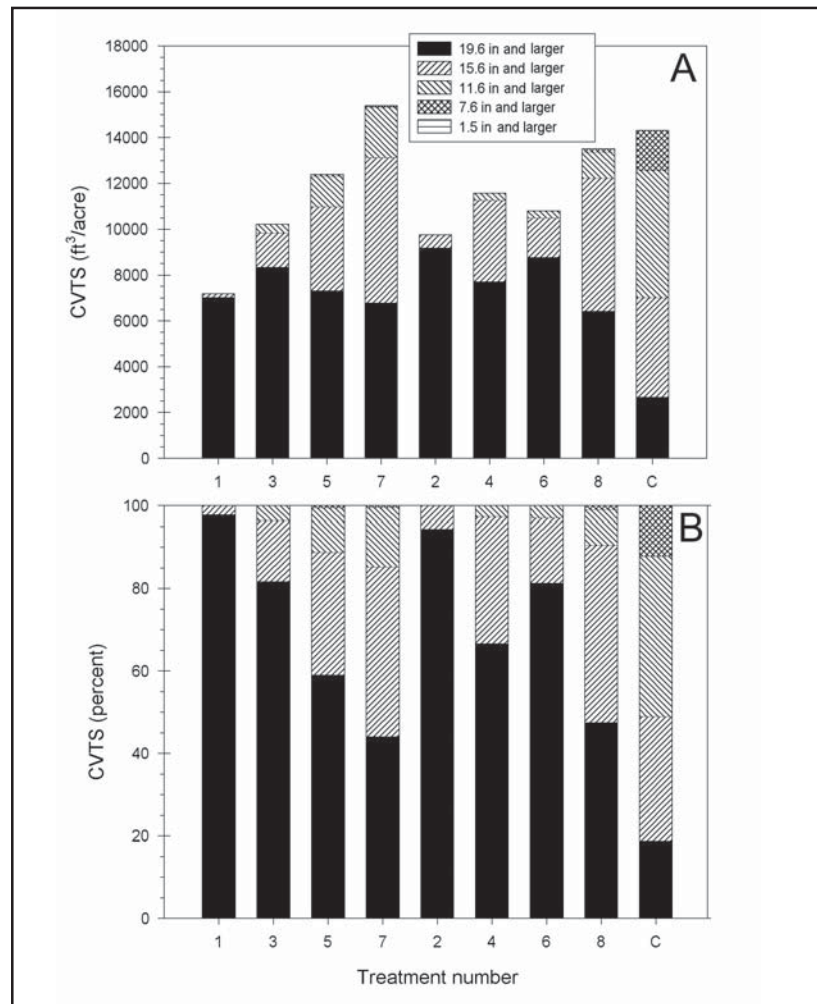 A
19.6 in and larger
15.6 in and larger
11.6 in and larger
7.6 in and larger
1.5 in and larger
CVTS (ft³/acre)
18000
16000
14000
12000
10000
8000
6000
4000
2000
0
1 3 5 7 2 4 6 8 C
B
CVTS (percent)
100
80
60
40
20
0
1 3 5 7 2 4 6 8 C
Treatment number